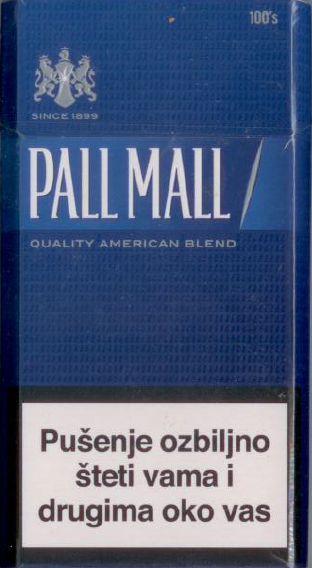 100's
SINCE 1899
PALL MALL
QUALITY AMERICAN BLEND
Pušenje ozbiljno
šteti vama i
drugima oko vas